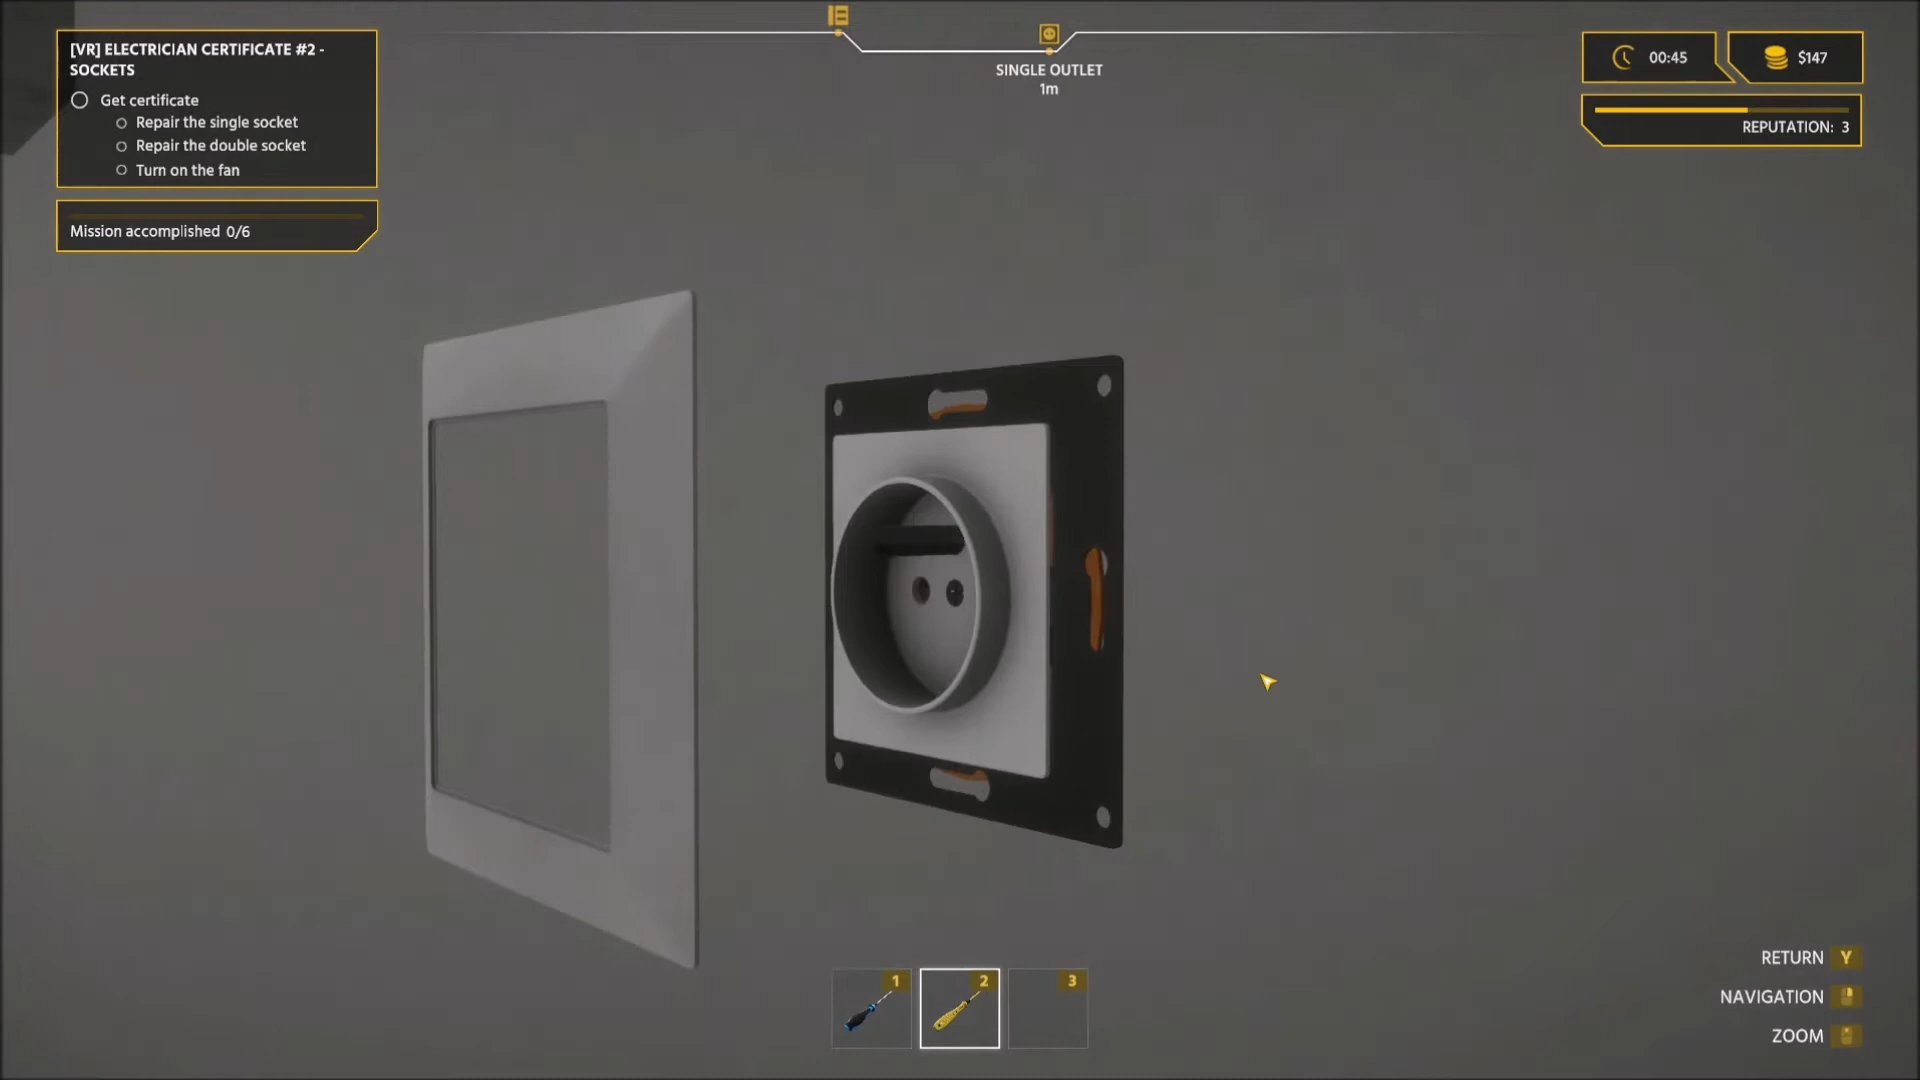 [VR] ELECTRICIAN CERTIFICATE #2 -
SOCKETS
Get certificate
Repair the single socket
Repair the double socket
Turn on the fan
Mission accomplished 0/6
SINGLE OUTLET
1m
00:45
$147
REPUTATION: 3
1
2
3
RETURN Y
NAVIGATION
ZOOM